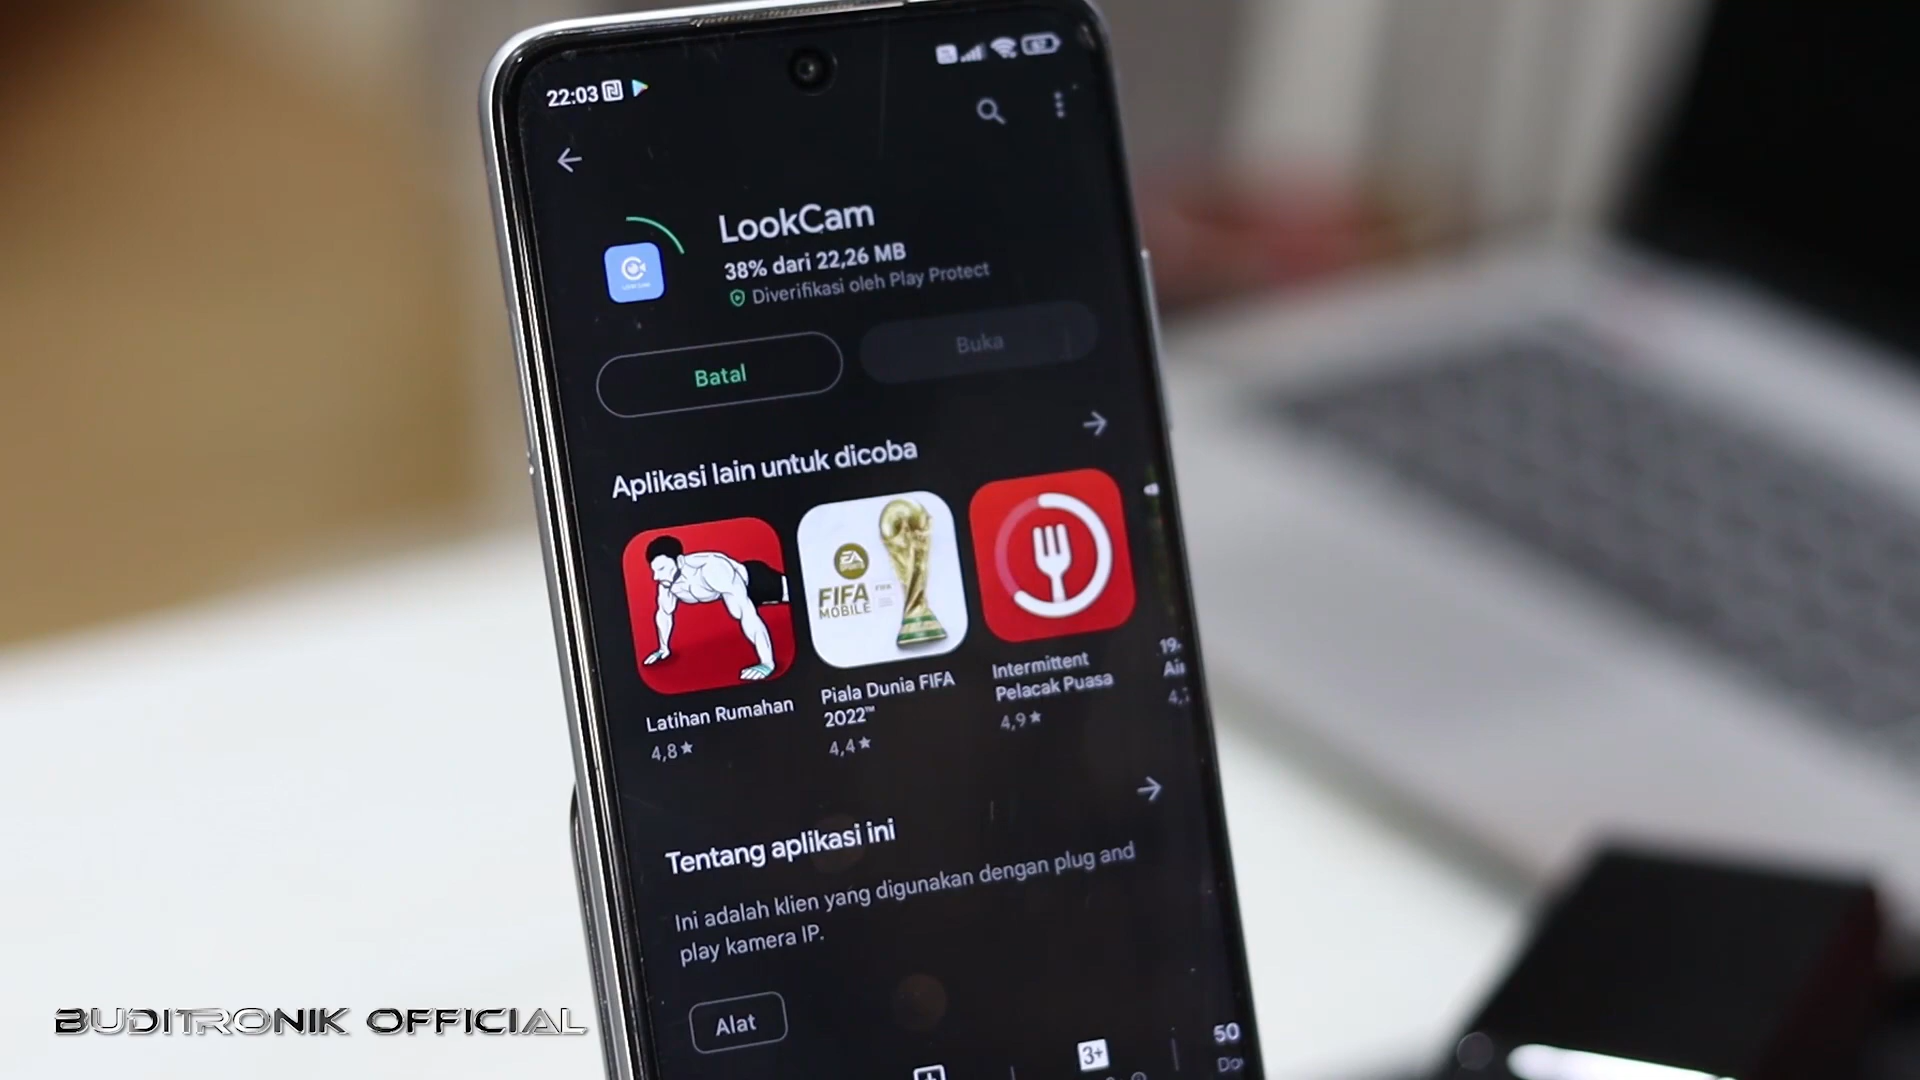 22:03
LookCam
38% dari 22,26 MB
Diverifikasi oleh Play Protect
Batal
Buka
Aplikasi lain untuk dicoba
EA
SPORTS
FIFA
MOBILE
Latihan Rumahan
4,8★
Piala Dunia FIFA
2022™
4,4★
Intermittent
Pelacak Puasa
4,9★
Tentang aplikasi ini
Ini adalah klien yang digunakan dengan plug and
play kamera IP.
Alat
3+
50
BUDITRONIK OFFICIAL